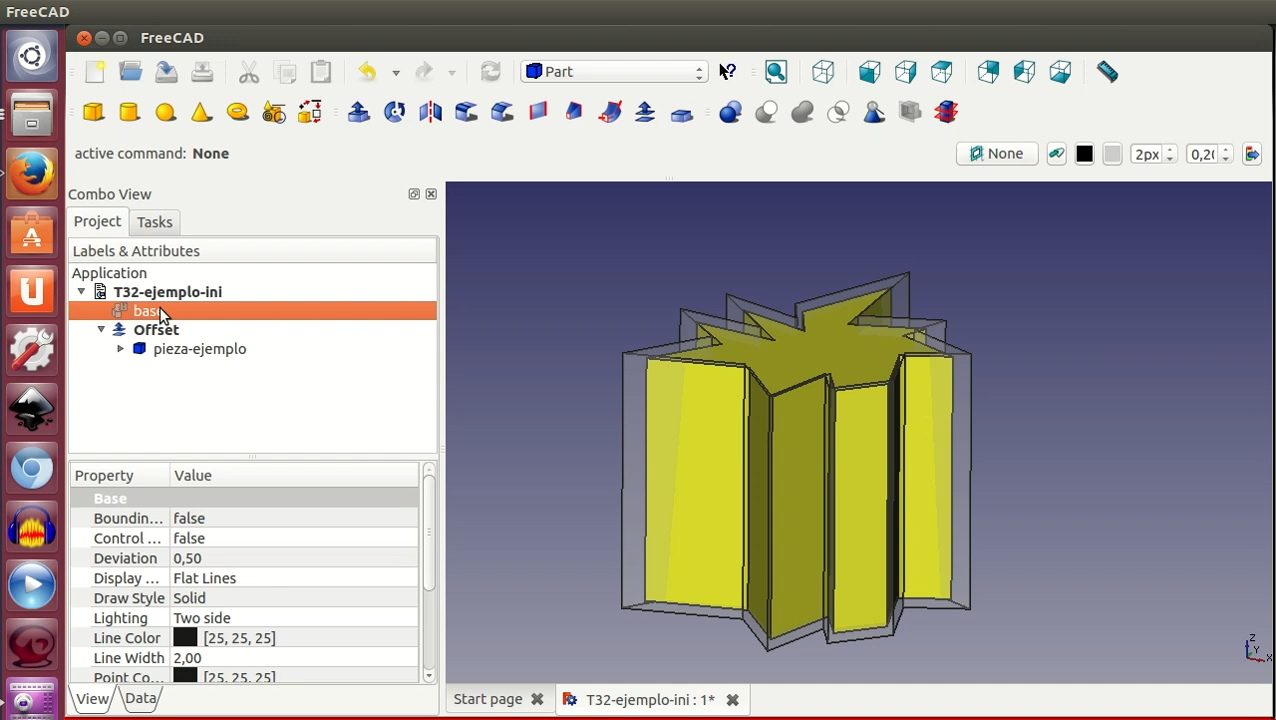 FreeCAD
FreeCAD
Part
active command: None
None
2px
0,20
Combo View
Project
Tasks
Labels & Attributes
Application
T32-ejemplo-ini
base
Offset
pieza-ejemplo
Property Value
Base
Boundin... false
Control ... false
Deviation 0,50
Display ... Flat Lines
Draw Style Solid
Lighting Two side
Line Color [25, 25, 25]
Line Width 2,00
Point Co... [25, 25, 25]
View
Data
Start page
T32-ejemplo-ini : 1*
Z
Y
X